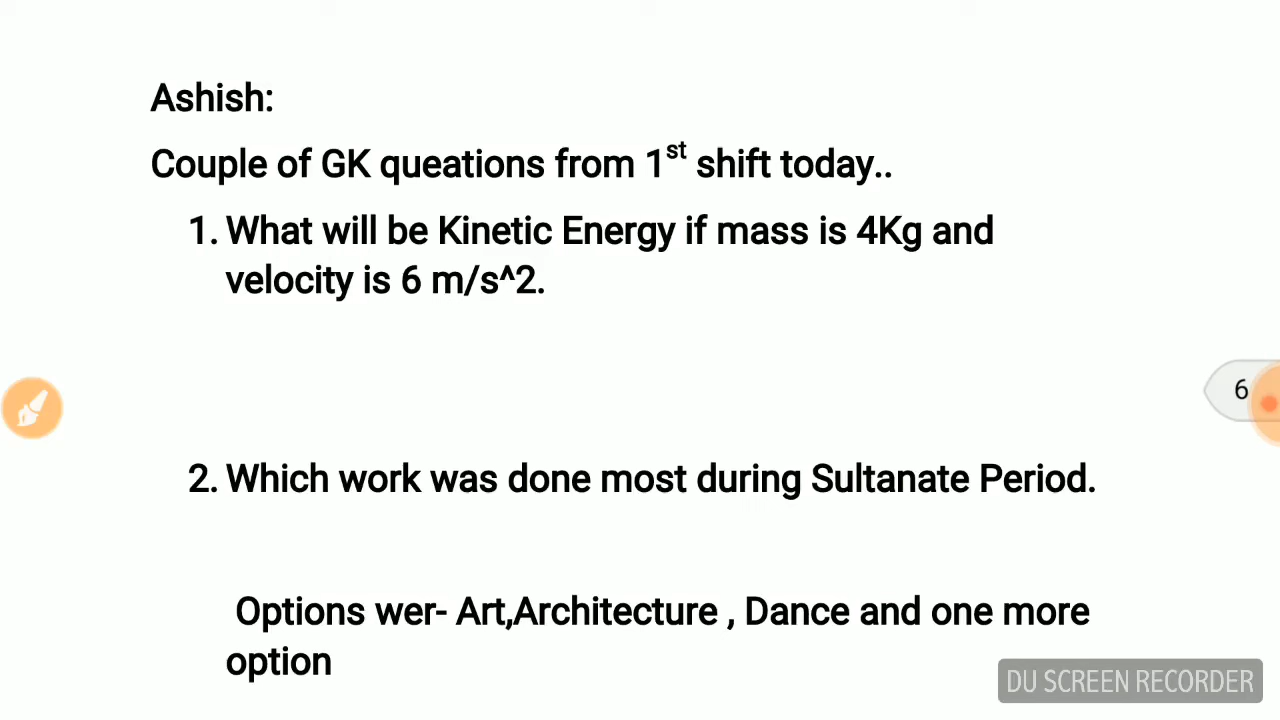 Ashish:
Couple of GK queations from 1st shift today..
1. What will be Kinetic Energy if mass is 4Kg and
velocity is 6 m/s^2.
6
2. Which work was done most during Sultanate Period.
Options wer- Art,Architecture , Dance and one more
option
DU SCREEN RECORDER